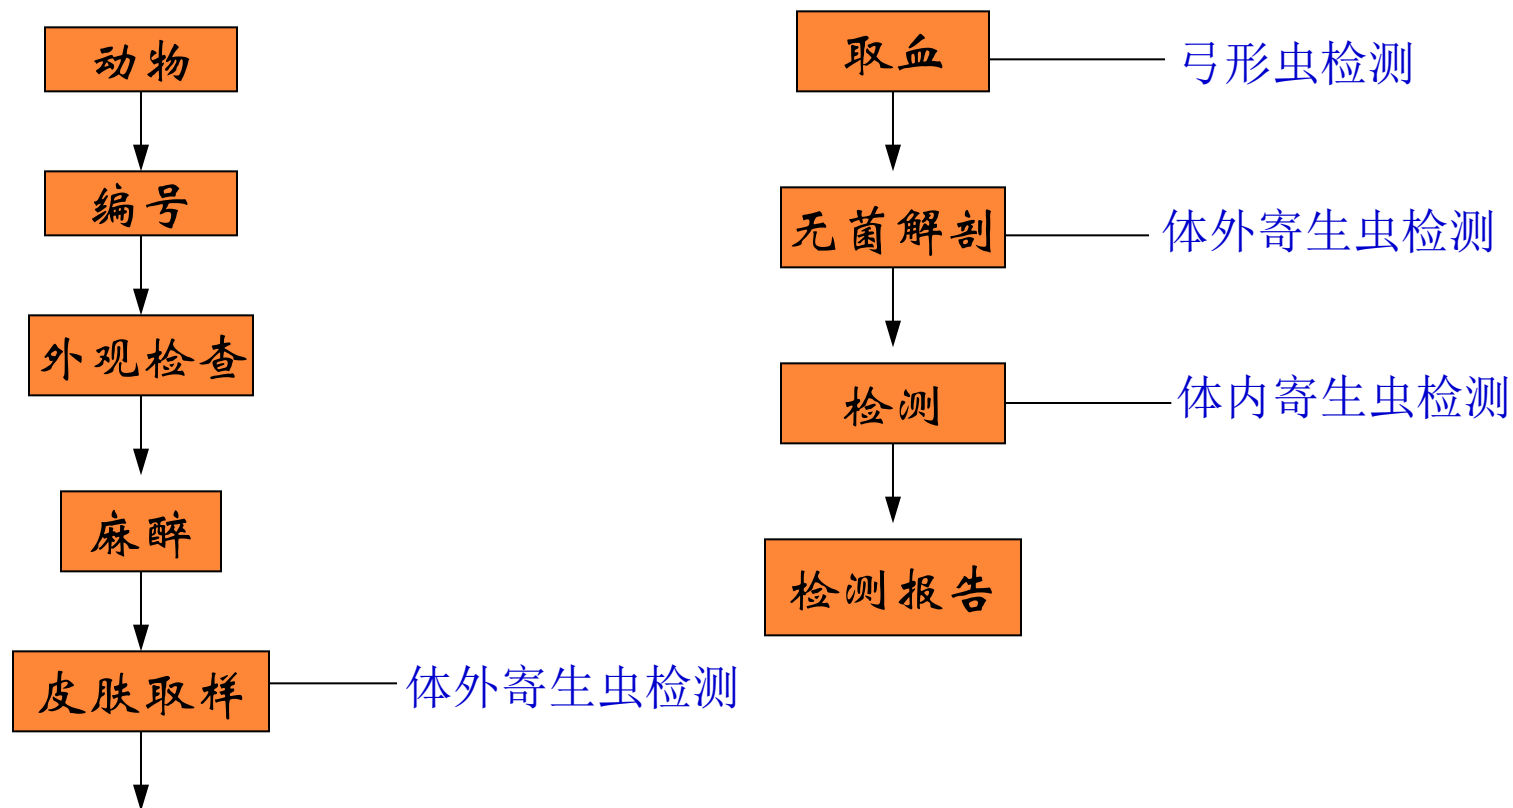 动物
编号
外观检查
麻醉
皮肤取样
体外寄生虫检测
取血
弓形虫检测
无菌解剖
体外寄生虫检测
检测
体内寄生虫检测
检测报告